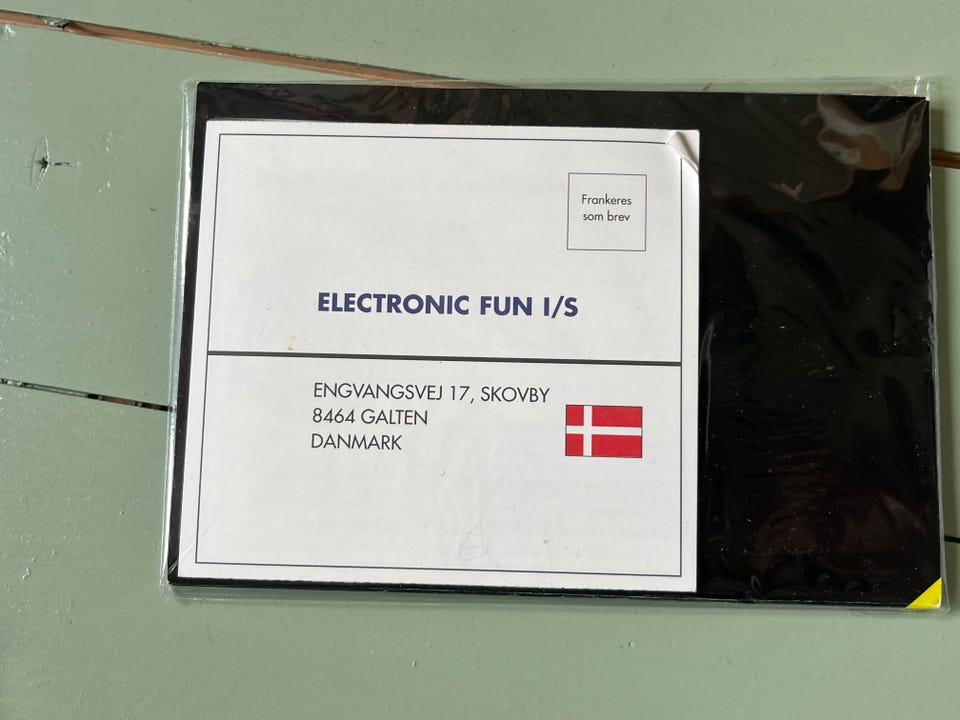 Frankeres
som brev
ELECTRONIC FUN I/S
ENGVANGSVEJ 17, SKOVBY
8464 GALTEN
DANMARK